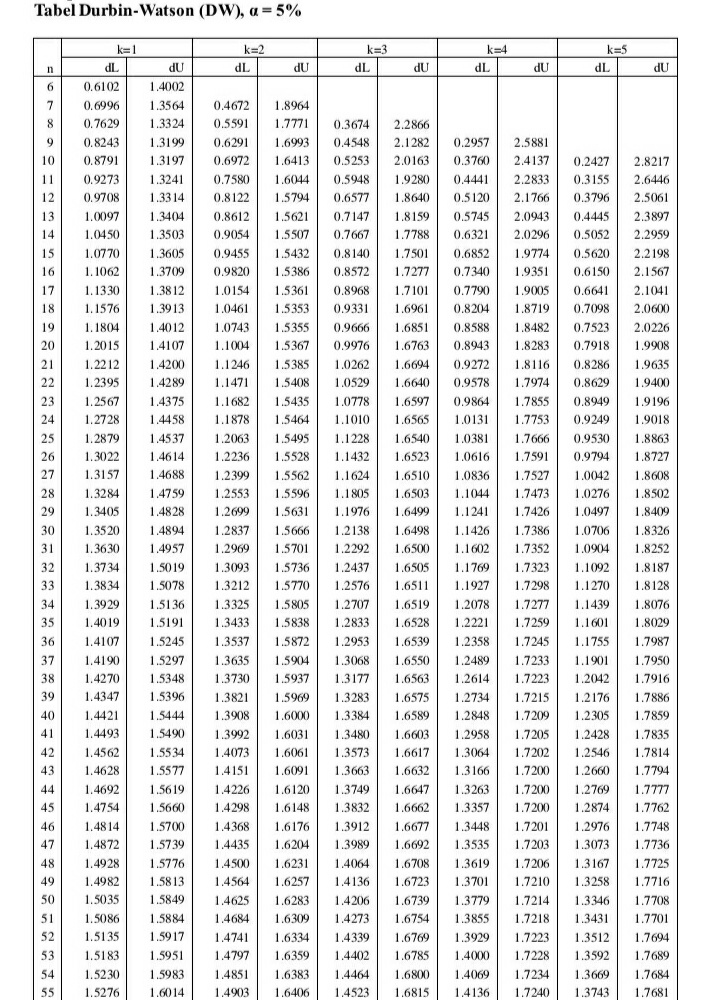 Tabel Durbin-Watson (DW), α = 5%
k=1 k=2 k=3 k=4 k=5
n dL dU dL dU dL dU dL dU dL dU
6 0.6102 1.4002
7 0.6996 1.3564 0.4672 1.8964
8 0.7629 1.3324 0.5591 1.7771 0.3674 2.2866
9 0.8243 1.3199 0.6291 1.6993 0.4548 2.1282 0.2957 2.5881
10 0.8791 1.3197 0.6972 1.6413 0.5253 2.0163 0.3760 2.4137 0.2427 2.8217
11 0.9273 1.3241 0.7580 1.6044 0.5948 1.9280 0.4441 2.2833 0.3155 2.6446
12 0.9708 1.3314 0.8122 1.5794 0.6577 1.8640 0.5120 2.1766 0.3796 2.5061
13 1.0097 1.3404 0.8612 1.5621 0.7147 1.8159 0.5745 2.0943 0.4445 2.3897
14 1.0450 1.3503 0.9054 1.5507 0.7667 1.7788 0.6321 2.0296 0.5052 2.2959
15 1.0770 1.3605 0.9455 1.5432 0.8140 1.7501 0.6852 1.9774 0.5620 2.2198
16 1.1062 1.3709 0.9820 1.5386 0.8572 1.7277 0.7340 1.9351 0.6150 2.1567
17 1.1330 1.3812 1.0154 1.5361 0.8968 1.7101 0.7790 1.9005 0.6641 2.1041
18 1.1576 1.3913 1.0461 1.5353 0.9331 1.6961 0.8204 1.8719 0.7098 2.0600
19 1.1804 1.4012 1.0743 1.5355 0.9666 1.6851 0.8588 1.8482 0.7523 2.0226
20 1.2015 1.4107 1.1004 1.5367 0.9976 1.6763 0.8943 1.8283 0.7918 1.9908
21 1.2212 1.4200 1.1246 1.5385 1.0262 1.6694 0.9272 1.8116 0.8286 1.9635
22 1.2395 1.4289 1.1471 1.5408 1.0529 1.6640 0.9578 1.7974 0.8629 1.9400
23 1.2567 1.4375 1.1682 1.5435 1.0778 1.6597 0.9864 1.7855 0.8949 1.9196
24 1.2728 1.4458 1.1878 1.5464 1.1010 1.6565 1.0131 1.7753 0.9249 1.9018
25 1.2879 1.4537 1.2063 1.5495 1.1228 1.6540 1.0381 1.7666 0.9530 1.8863
26 1.3022 1.4614 1.2236 1.5528 1.1432 1.6523 1.0616 1.7591 0.9794 1.8727
27 1.3157 1.4688 1.2399 1.5562 1.1624 1.6510 1.0836 1.7527 1.0042 1.8608
28 1.3284 1.4759 1.2553 1.5596 1.1805 1.6503 1.1044 1.7473 1.0276 1.8502
29 1.3405 1.4828 1.2699 1.5631 1.1976 1.6499 1.1241 1.7426 1.0497 1.8409
30 1.3520 1.4894 1.2837 1.5666 1.2138 1.6498 1.1426 1.7386 1.0706 1.8326
31 1.3630 1.4957 1.2969 1.5701 1.2292 1.6500 1.1602 1.7352 1.0904 1.8252
32 1.3734 1.5019 1.3093 1.5736 1.2437 1.6505 1.1769 1.7323 1.1092 1.8187
33 1.3834 1.5078 1.3212 1.5770 1.2576 1.6511 1.1927 1.7298 1.1270 1.8128
34 1.3929 1.5136 1.3325 1.5805 1.2707 1.6519 1.2078 1.7277 1.1439 1.8076
35 1.4019 1.5191 1.3433 1.5838 1.2833 1.6528 1.2221 1.7259 1.1601 1.8029
36 1.4107 1.5245 1.3537 1.5872 1.2953 1.6539 1.2358 1.7245 1.1755 1.7987
37 1.4190 1.5297 1.3635 1.5904 1.3068 1.6550 1.2489 1.7233 1.1901 1.7950
38 1.4270 1.5348 1.3730 1.5937 1.3177 1.6563 1.2614 1.7223 1.2042 1.7916
39 1.4347 1.5396 1.3821 1.5969 1.3283 1.6575 1.2734 1.7215 1.2176 1.7886
40 1.4421 1.5444 1.3908 1.6000 1.3384 1.6589 1.2848 1.7209 1.2305 1.7859
41 1.4493 1.5490 1.3992 1.6031 1.3480 1.6603 1.2958 1.7205 1.2428 1.7835
42 1.4562 1.5534 1.4073 1.6061 1.3573 1.6617 1.3064 1.7202 1.2546 1.7814
43 1.4628 1.5577 1.4151 1.6091 1.3663 1.6632 1.3166 1.7200 1.2660 1.7794
44 1.4692 1.5619 1.4226 1.6120 1.3749 1.6647 1.3263 1.7200 1.2769 1.7777
45 1.4754 1.5660 1.4298 1.6148 1.3832 1.6662 1.3357 1.7200 1.2874 1.7762
46 1.4814 1.5700 1.4368 1.6176 1.3912 1.6677 1.3448 1.7201 1.2976 1.7748
47 1.4872 1.5739 1.4435 1.6204 1.3989 1.6692 1.3535 1.7203 1.3073 1.7736
48 1.4928 1.5776 1.4500 1.6231 1.4064 1.6708 1.3619 1.7206 1.3167 1.7725
49 1.4982 1.5813 1.4564 1.6257 1.4136 1.6723 1.3701 1.7210 1.3258 1.7716
50 1.5035 1.5849 1.4625 1.6283 1.4206 1.6739 1.3779 1.7214 1.3346 1.7708
51 1.5086 1.5884 1.4684 1.6309 1.4273 1.6754 1.3855 1.7218 1.3431 1.7701
52 1.5135 1.5917 1.4741 1.6334 1.4339 1.6769 1.3929 1.7223 1.3512 1.7694
53 1.5183 1.5951 1.4797 1.6359 1.4402 1.6785 1.4000 1.7228 1.3592 1.7689
54 1.5230 1.5983 1.4851 1.6383 1.4464 1.6800 1.4069 1.7234 1.3669 1.7684
55 1.5276 1.6014 1.4903 1.6406 1.4523 1.6815 1.4136 1.7240 1.3743 1.7681